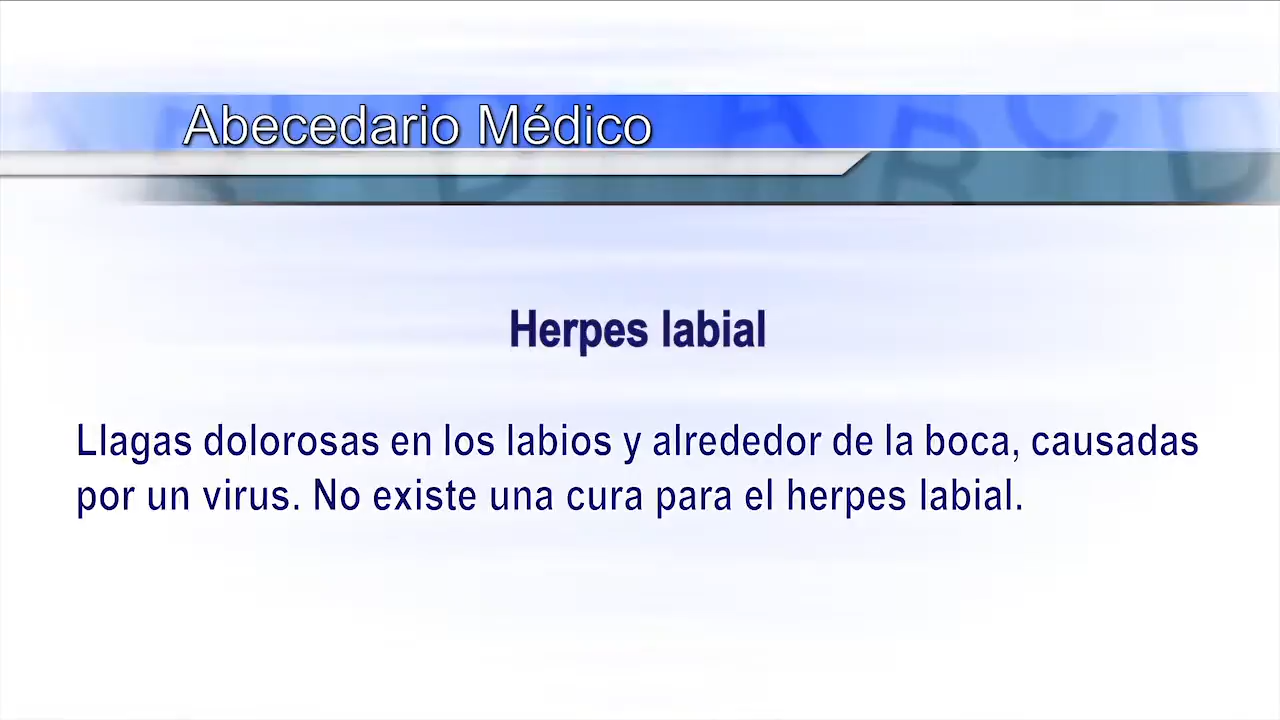 Abecedario Médico
Herpes labial
Llagas dolorosas en los labios y alrededor de la boca, causadas
por un virus. No existe una cura para el herpes labial.